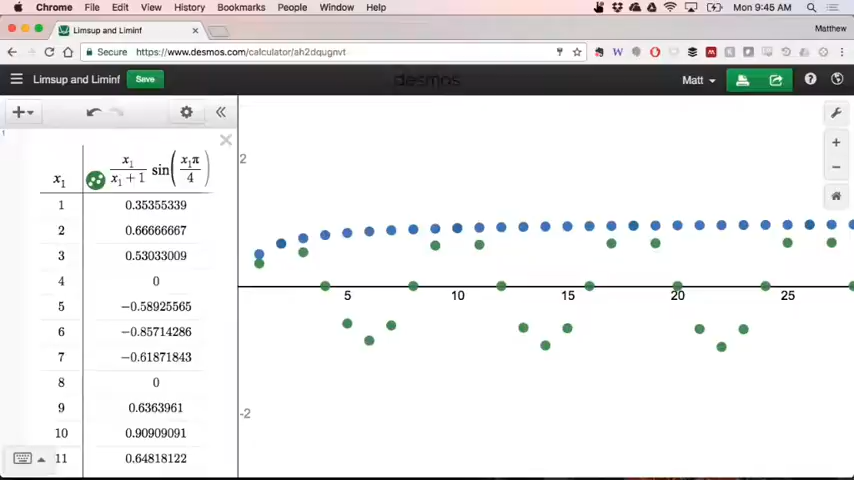 Chrome File Edit View History Bookmarks People Window Help Mon 9:45 AM
Limsup and Liminf Matthew
Secure https://www.desmos.com/calculator/ah2dqugnvt
Limsup and Liminf Save desmos Matt
1
x₁ x₁/(x₁ + 1) sin(x₁π/4)
1 0.35355339
2 0.66666667
3 0.53033009
4 0
5 −0.58925565
6 −0.85714286
7 −0.61871843
8 0
9 0.6363961
10 0.90909091
11 0.64818122
2
5 10 15 20 25
-2